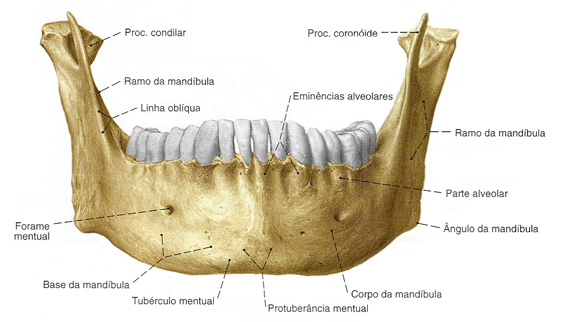 Proc. condilar
Proc. coronóide
Ramo da mandíbula
Eminências alveolares
Linha oblíqua
Ramo da mandíbula
Parte alveolar
Forame
mentual
Ângulo da mandíbula
Base da mandíbula
Tubérculo mentual
Protuberância mentual
Corpo da mandíbula